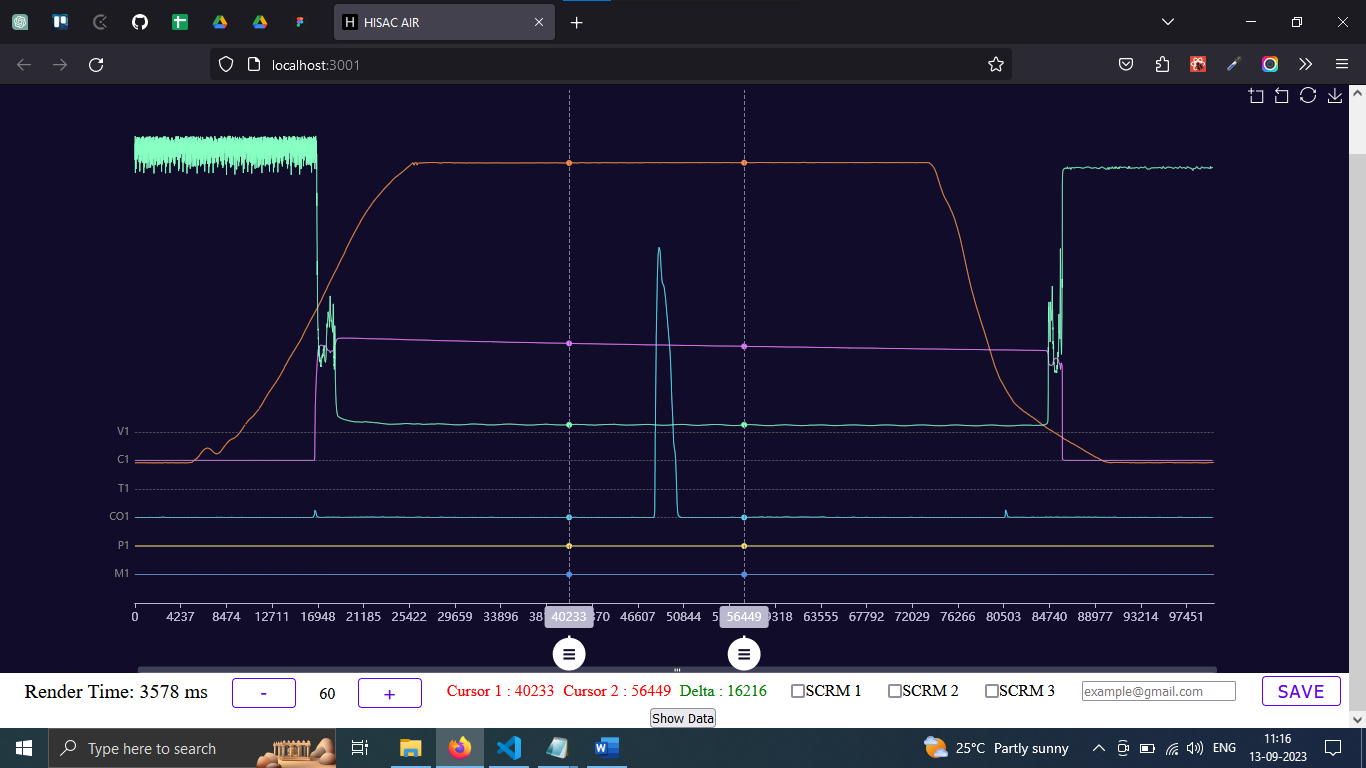 HISAC AIR
localhost:3001
V1
C1
T1
CO1
P1
M1
0 4237 8474 12711 16948 21185 25422 29659 33896 40233 46607 50844 56449 63555 67792 72029 76266 80503 84740 88977 93214 97451
Render Time: 3578 ms - 60 + Cursor 1 : 40233 Cursor 2 : 56449 Delta : 16216 SCRM 1 SCRM 2 SCRM 3 example@gmail.com SAVE
Show Data
Type here to search 25°C Partly sunny ENG 11:16
13-09-2023